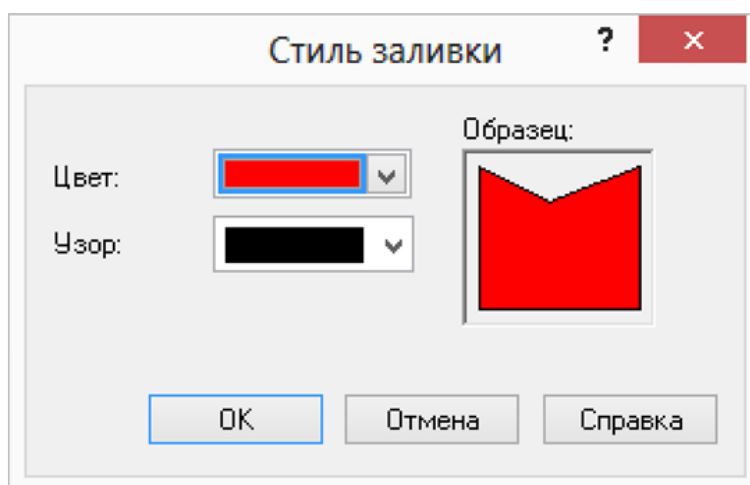 Стиль заливки ? ×
Образец:
Цвет:
Узор:
OK Отмена Справка